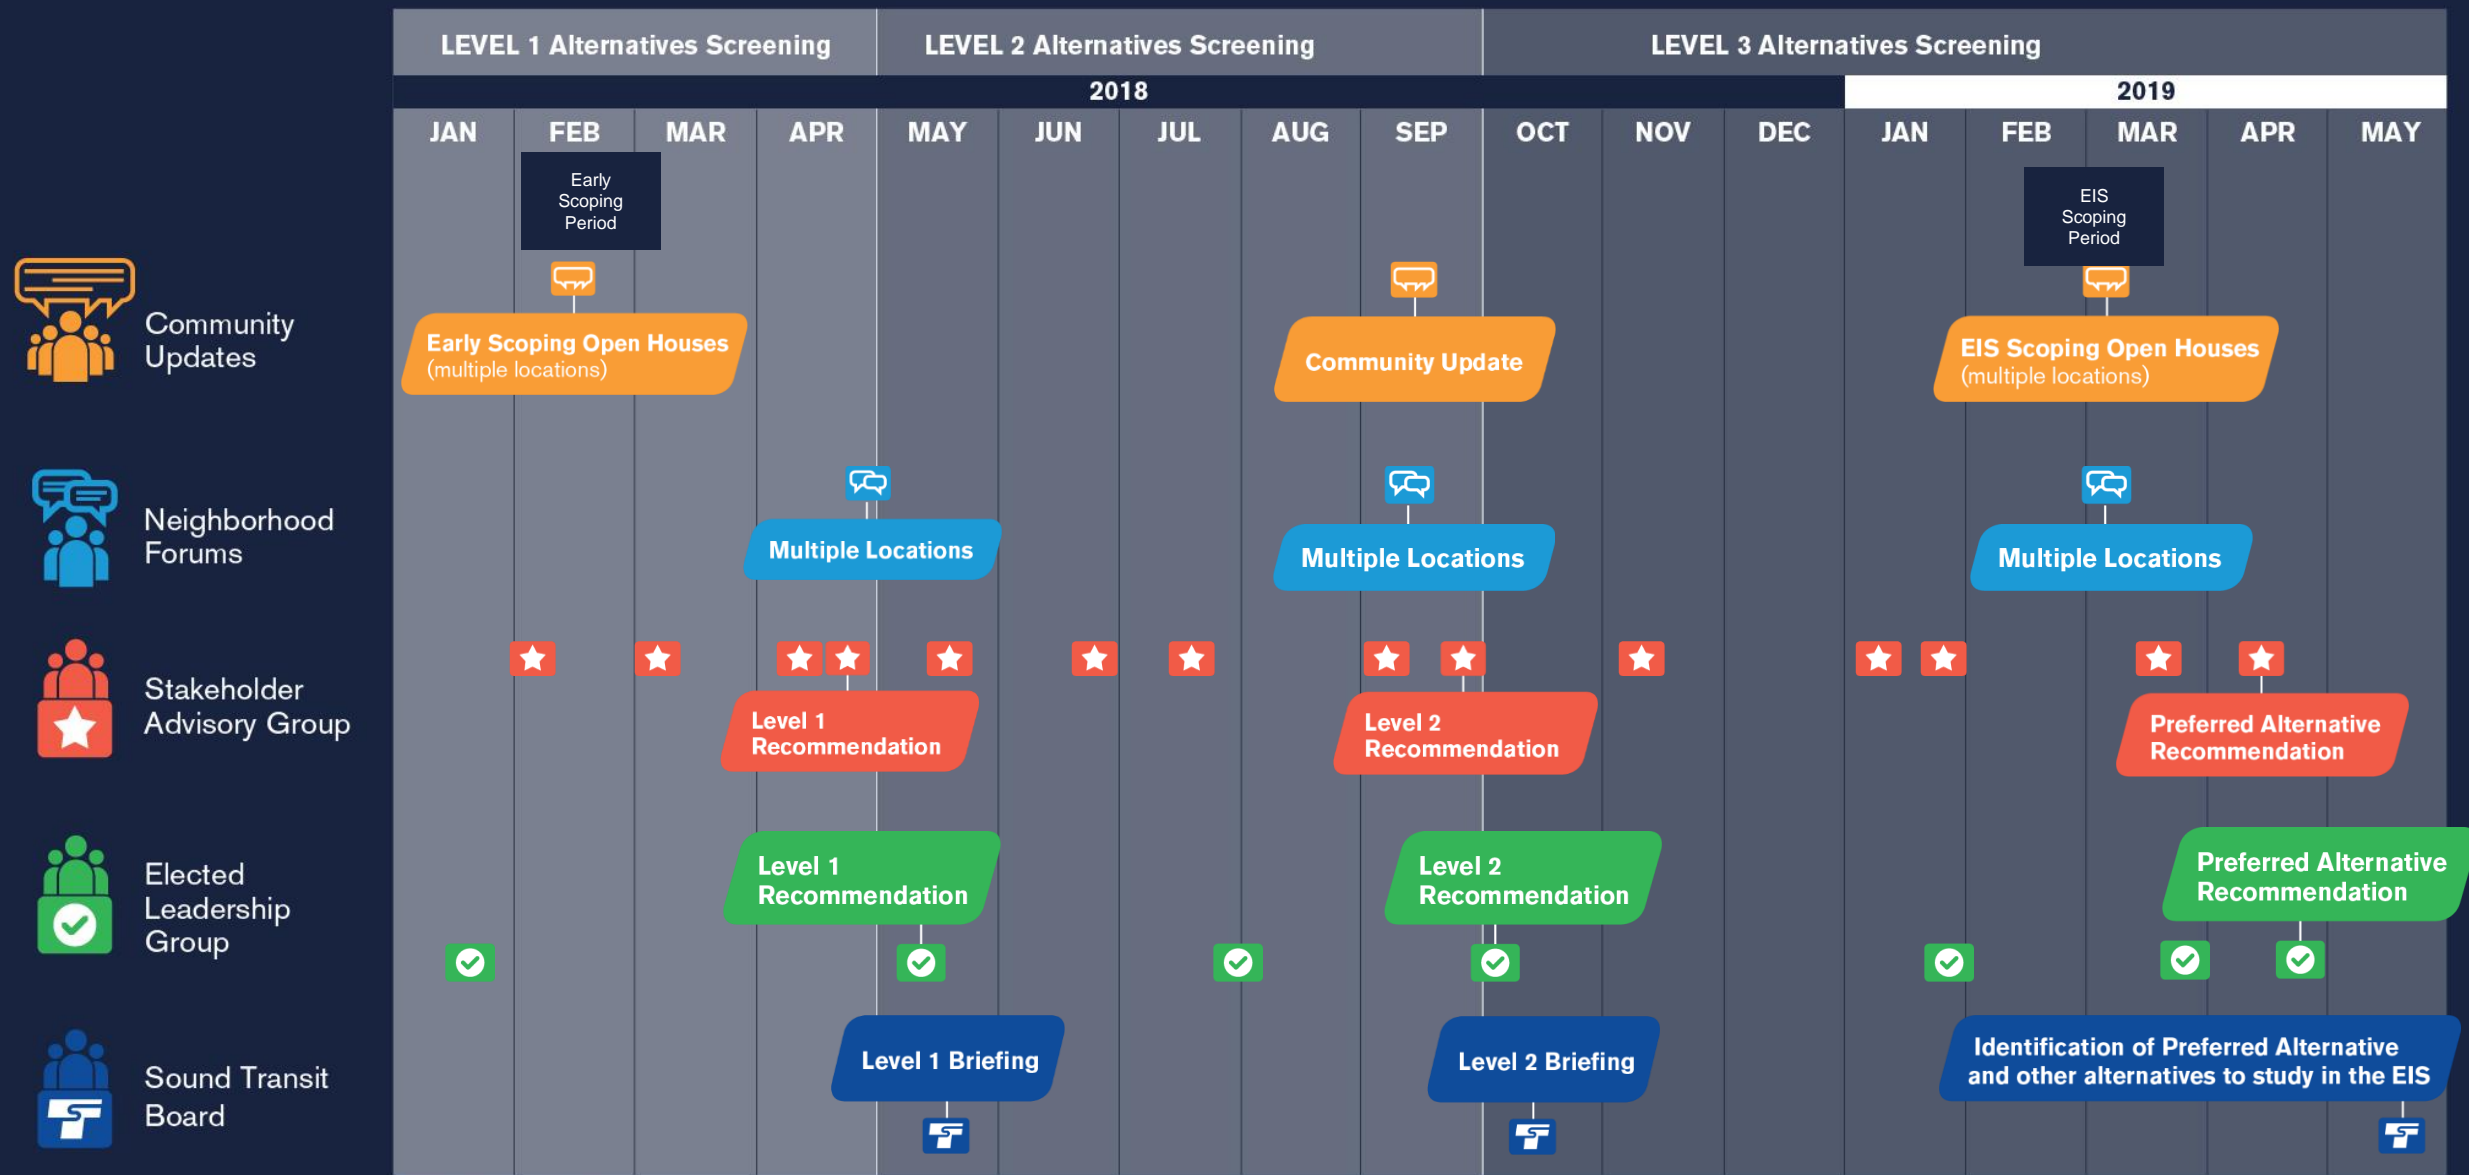 LEVEL 1 Alternatives Screening
LEVEL 2 Alternatives Screening
LEVEL 3 Alternatives Screening
2018
2019
JAN
FEB
MAR
APR
MAY
JUN
JUL
AUG
SEP
OCT
NOV
DEC
JAN
FEB
MAR
APR
MAY
Early
Scoping
Period
EIS
Scoping
Period
Community
Updates
Early Scoping Open Houses
(multiple locations)
Community Update
EIS Scoping Open Houses
(multiple locations)
Neighborhood
Forums
Multiple Locations
Multiple Locations
Multiple Locations
Stakeholder
Advisory Group
Level 1
Recommendation
Level 2
Recommendation
Preferred Alternative
Recommendation
Elected
Leadership
Group
Level 1
Recommendation
Level 2
Recommendation
Preferred Alternative
Recommendation
Sound Transit
Board
Level 1 Briefing
Level 2 Briefing
Identification of Preferred Alternative
and other alternatives to study in the EIS